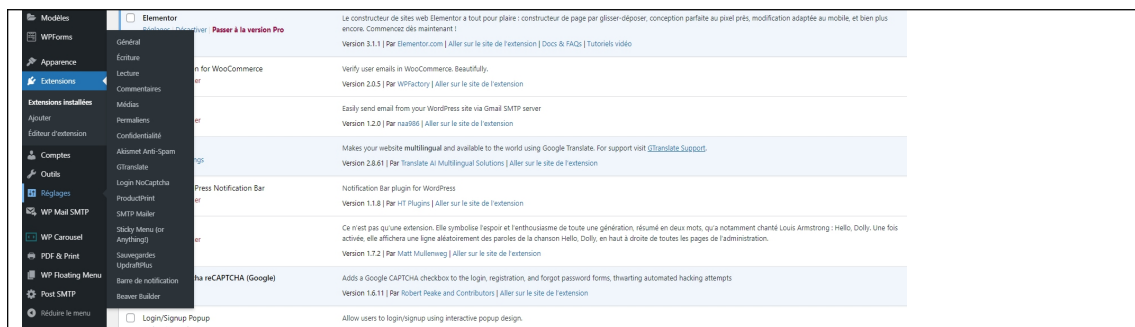 Modèles
WPForms
Apparence
Extensions
Extensions installées
Ajouter
Éditeur d'extension
Comptes
Outils
Réglages
WP Mail SMTP
WP Carousel
PDF & Print
WP Floating Menu
Post SMTP
Réduire le menu
Général
Écriture
Lecture
Commentaires
Médias
Permaliens
Confidentialité
Akismet Anti-Spam
GTranslate
Login NoCaptcha
ProductPrint
SMTP Mailer
Sticky Menu (or
Anything!)
Sauvegardes
UpdraftPlus
Barre de notification
Beaver Builder
Elementor
Passer à la version Pro
Le constructeur de sites web Elementor a tout pour plaire : constructeur de page par glisser-déposer, conception parfaite au pixel près, modification adaptée au mobile, et bien plus
encore. Commencez dès maintenant !
Version 3.1.1 | Par Elementor.com | Aller sur le site de l'extension | Docs & FAQs | Tutoriels vidéo
n for WooCommerce
er
Verify user emails in WooCommerce. Beautifully.
Version 2.0.5 | Par WPFactory | Aller sur le site de l'extension
er
Easily send email from your WordPress site via Gmail SMTP server
Version 1.2.0 | Par naa986 | Aller sur le site de l'extension
ngs
Makes your website multilingual and available to the world using Google Translate. For support visit GTranslate Support.
Version 2.8.61 | Par Translate AI Multilingual Solutions | Aller sur le site de l'extension
Press Notification Bar
er
Notification Bar plugin for WordPress
Version 1.1.8 | Par HT Plugins | Aller sur le site de l'extension
er
Ce n'est pas qu'une extension. Elle symbolise l'espoir et l'enthousiasme de toute une génération, résumé en deux mots, qu'a notamment chanté Louis Armstrong : Hello, Dolly. Une fois
activée, elle affichera une ligne aléatoirement des paroles de la chanson Hello, Dolly, en haut à droite de toutes les pages de l'administration.
Version 1.7.2 | Par Matt Mullenweg | Aller sur le site de l'extension
ha reCAPTCHA (Google)
Adds a Google CAPTCHA checkbox to the login, registration, and forgot password forms, thwarting automated hacking attempts
Version 1.6.11 | Par Robert Peake and Contributors | Aller sur le site de l'extension
Login/Signup Popup
Allow users to login/signup using interactive popup design.